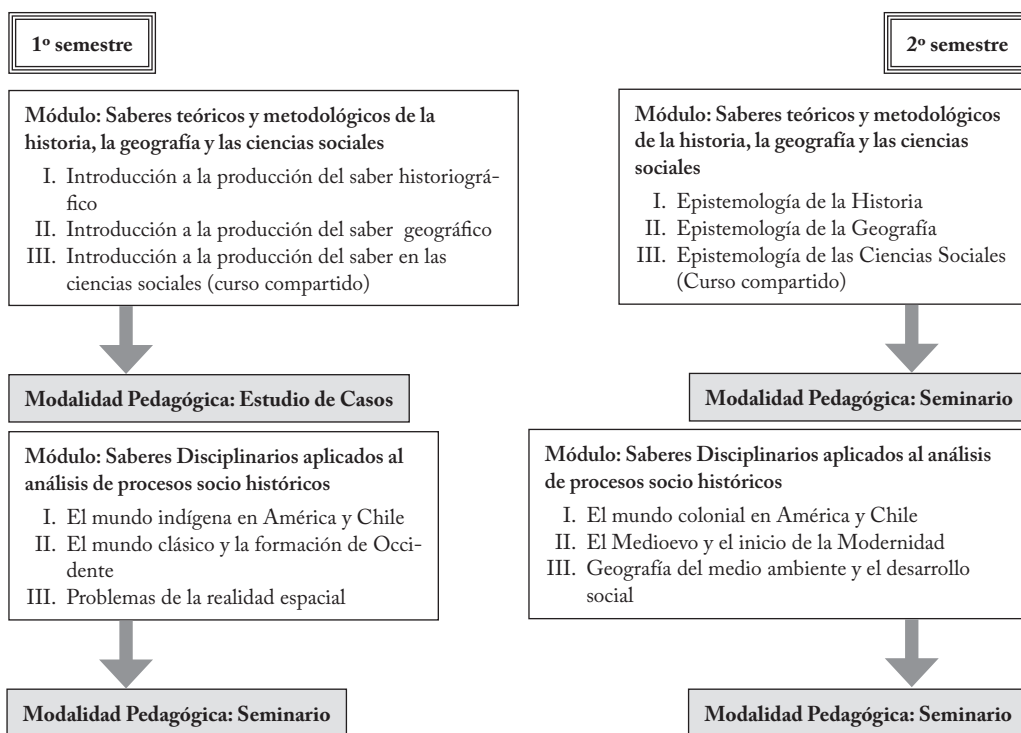 1º semestre
Módulo: Saberes teóricos y metodológicos de la
historia, la geografía y las ciencias sociales
I. Introducción a la producción del saber historiográ-
fico
II. Introducción a la producción del saber geográfico
III. Introducción a la producción del saber en las
ciencias sociales (curso compartido)
Modalidad Pedagógica: Estudio de Casos
Módulo: Saberes Disciplinarios aplicados al
análisis de procesos socio históricos
I. El mundo indígena en América y Chile
II. El mundo clásico y la formación de Occi-
dente
III. Problemas de la realidad espacial
Modalidad Pedagógica: Seminario
2º semestre
Módulo: Saberes teóricos y metodológicos
de la historia, la geografía y las ciencias
sociales
I. Epistemología de la Historia
II. Epistemología de la Geografía
III. Epistemología de las Ciencias Sociales
(Curso compartido)
Modalidad Pedagógica: Seminario
Módulo: Saberes Disciplinarios aplicados al análisis
de procesos socio históricos
I. El mundo colonial en América y Chile
II. El Medioevo y el inicio de la Modernidad
III. Geografía del medio ambiente y el desarrollo
social
Modalidad Pedagógica: Seminario